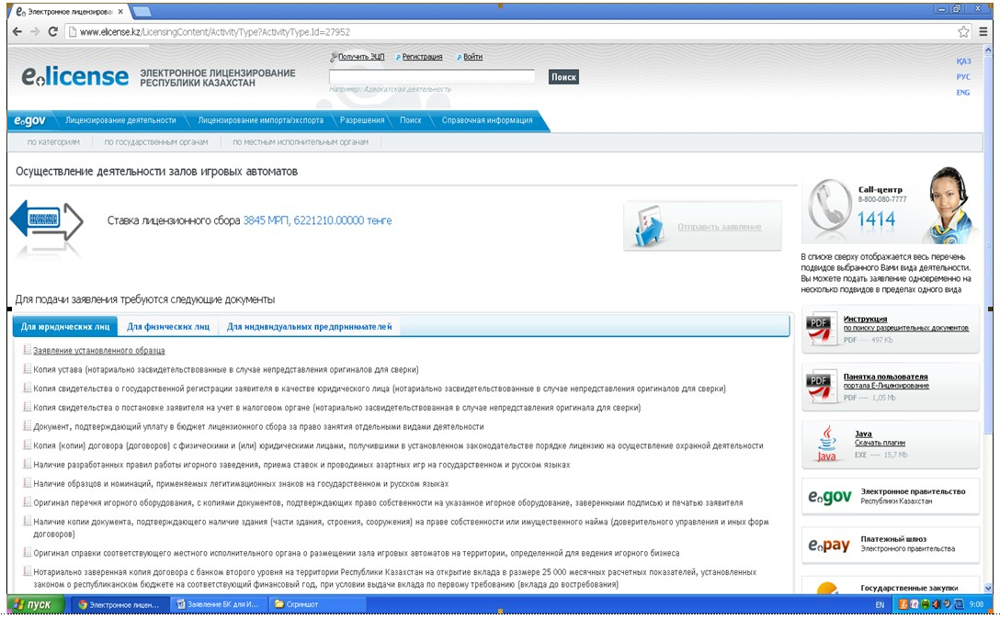 Электронное лицензирова
www.elicense.kz/LicensingContent/ActivityType?ActivityType.Id=27952
Получить ЭЦП Регистрация Войти
e.license ЭЛЕКТРОННОЕ ЛИЦЕНЗИРОВАНИЕ
РЕСПУБЛИКИ КАЗАХСТАН
Поиск
Например: Адвокатская деятельность
ҚАЗ
РУС
ENG
e.gov Лицензирование деятельности Лицензирование импорта/экспорта Разрешения Поиск Справочная информация
по категориям по государственным органам по местным исполнительным органам
Осуществление деятельности залов игровых автоматов
Ставка лицензионного сбора 3845 МРП, 6221210.00000 тенге
Отправить заявление
Call-центр
8-800-080-7777
1414
В списке сверху отображается весь перечень
подвидов выбранного Вами вида деятельности.
Вы можете подать заявление одновременно на
несколько подвидов в пределах одного вида
Для подачи заявления требуются следующие документы
Для юридических лиц Для физических лиц Для индивидуальных предпринимателей
Заявление установленного образца
Копия устава (нотариально засвидетельствованные в случае непредставления оригиналов для сверки)
Копия свидетельства о государственной регистрации заявителя в качестве юридического лица (нотариально засвидетельствованные в случае непредставления оригиналов для сверки)
Копия свидетельства о постановке заявителя на учет в налоговом органе (нотариально засвидетельствованная в случае непредставления оригинала для сверки)
Документ, подтверждающий уплату в бюджет лицензионного сбора за право занятия отдельными видами деятельности
Копия (копии) договора (договоров) с физическими и (или) юридическими лицами, получившими в установленном законодательстве порядке лицензию на осуществление охранной деятельности
Наличие разработанных правил работы игорного заведения, приема ставок и проводимых азартных игр на государственном и русском языках
Наличие образцов и номинаций, применяемых легитимационных знаков на государственном и русском языках
Оригинал перечня игорного оборудования, с копиями документов, подтверждающих право собственности на указанное игорное оборудование, заверенными подписью и печатью заявителя
Наличие копии документа, подтверждающего наличие здания (части здания, строения, сооружения) на праве собственности или имущественного найма (доверительного управления и иных форм
договоров)
Оригинал справки соответствующего местного исполнительного органа о размещении зала игровых автоматов на территории, определенной для ведения игорного бизнеса
Нотариально заверенная копия договора с банком второго уровня на территории Республики Казахстан на открытие вклада в размере 25 000 месячных расчетных показателей, установленных
законом о республиканском бюджете на соответствующий финансовый год, при условии выдачи вклада по первому требованию (вклада до востребования)
PDF
Инструкция
по поиску разрешительных документов
PDF ---- 497 Kb
PDF
Памятка пользователя
портала Е-Лицензирование
PDF ---- 1,05 Mb
Java
Java
Скачать плагин
EXE ---- 15,7 Mb
e.gov Электронное правительство
Республики Казахстан
e.pay Платежный шлюз
Электронного правительства
Государственные закупки
пуск Электронное лицен... Заявление БК для И... Скриншот EN 9:08